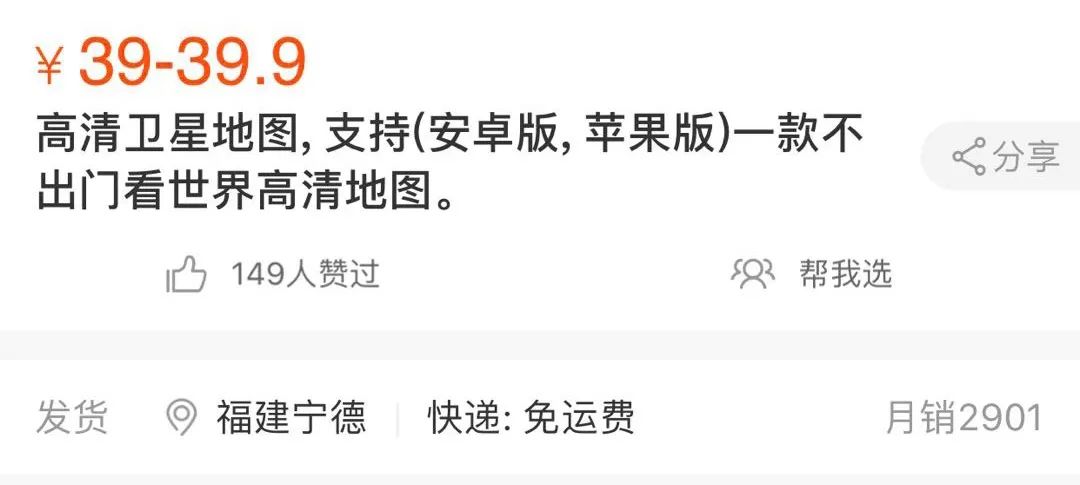 ¥ 39-39.9
高清卫星地图, 支持(安卓版, 苹果版)一款不
出门看世界高清地图。
分享
149人赞过
帮我选
发货 福建宁德 快递: 免运费 月销2901